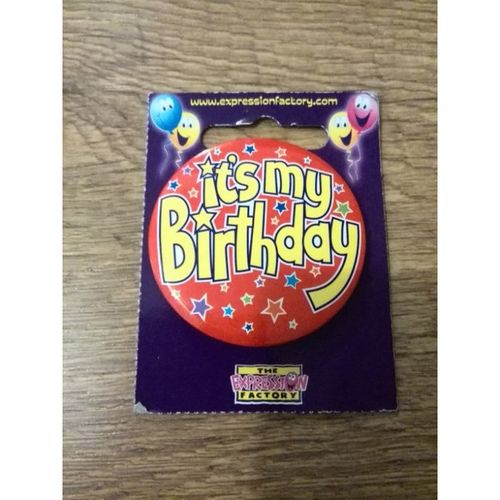 www.expressionfactory.com
it's my
Birthday
THE
EXPRESSION
FACTORY